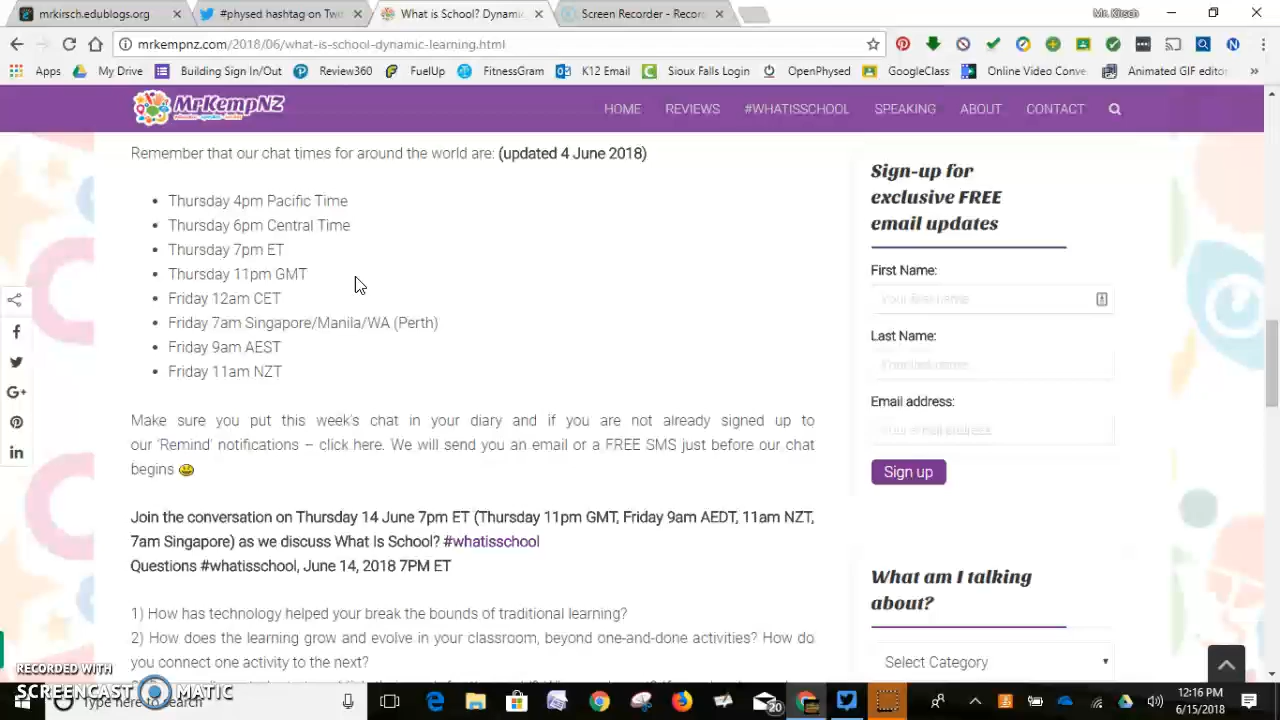 mrkirsch.edublogs.org
#physed hashtag on Twi
What is School? Dynamic
Screen Recorder - Recor
Mr. Kirsch
mrkempnz.com/2018/06/what-is-school-dynamic-learning.html
Apps
My Drive
Building Sign In/Out
Review360
FuelUp
FitnessGram
K12 Email
Sioux Falls Login
OpenPhysed
GoogleClass
Online Video Conve
Animated GIF editor
MrKempNZ
HOME
REVIEWS
#WHATISSCHOOL
SPEAKING
ABOUT
CONTACT
Remember that our chat times for around the world are: (updated 4 June 2018)
Thursday 4pm Pacific Time
Thursday 6pm Central Time
Thursday 7pm ET
Thursday 11pm GMT
Friday 12am CET
Friday 7am Singapore/Manila/WA (Perth)
Friday 9am AEST
Friday 11am NZT
Make sure you put this week's chat in your diary and if you are not already signed up to
our 'Remind' notifications – click here. We will send you an email or a FREE SMS just before our chat
begins
Join the conversation on Thursday 14 June 7pm ET (Thursday 11pm GMT, Friday 9am AEDT, 11am NZT,
7am Singapore) as we discuss What Is School? #whatisschool
Questions #whatisschool, June 14, 2018 7PM ET
1) How has technology helped your break the bounds of traditional learning?
2) How does the learning grow and evolve in your classroom, beyond one-and-done activities? How do
you connect one activity to the next?
Sign-up for
exclusive FREE
email updates
First Name:
Your first name
Last Name:
Your last name
Email address:
Your email address
Sign up
What am I talking
about?
Select Category
RECORDED WITH
SCREENCAST MATIC
Type here to search
20
12:16 PM
6/15/2018